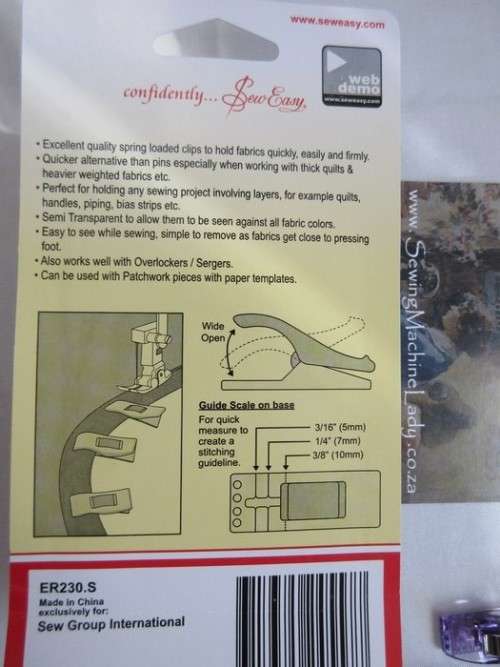 www.seweasy.com
web
demo
www.seweasy.com
confidently... Sew Easy
• Excellent quality spring loaded clips to hold fabrics quickly, easily and firmly.
• Quicker alternative than pins especially when working with thick quilts &
heavier weighted fabrics etc.
• Perfect for holding any sewing project involving layers, for example quilts,
handles, piping, bias strips etc.
• Semi Transparent to allow them to be seen against all fabric colors.
• Easy to see while sewing, simple to remove as fabrics get close to pressing
foot.
• Also works well with Overlockers / Sergers.
• Can be used with Patchwork pieces with paper templates.
Wide
Open
Guide Scale on base
For quick
measure to
create a
stitching
guideline.
3/16" (5mm)
1/4" (7mm)
3/8" (10mm)
ER230.S
Made in China
exclusively for:
Sew Group International
www.SewingMachineLady.co.za